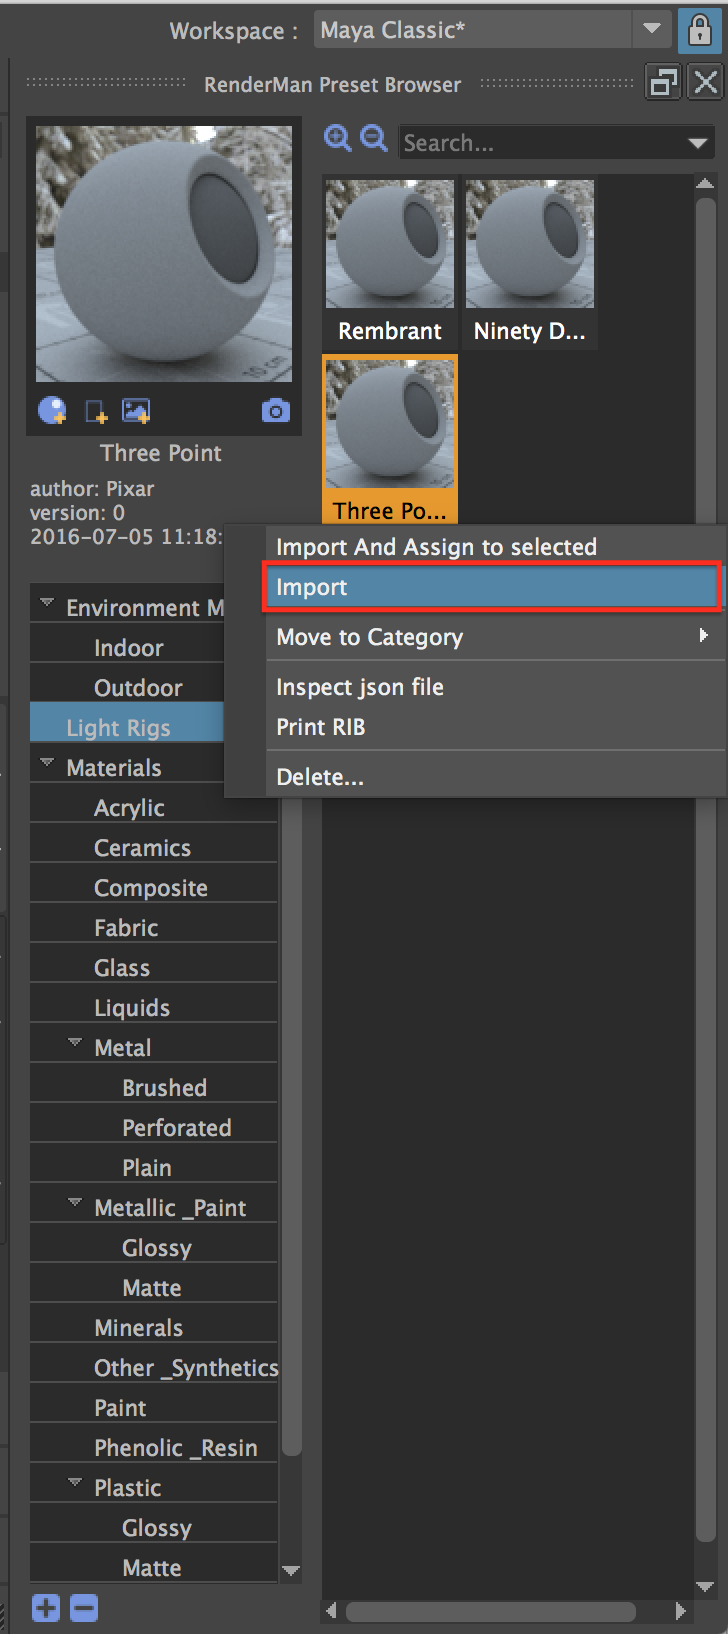 Workspace :
Maya Classic*
RenderMan Preset Browser
Search...
Rembrant
Ninety D...
Three Po...
10 cm
Three Point
author: Pixar
version: 0
2016-07-05 11:18:
Import And Assign to selected
Import
Move to Category
Inspect json file
Print RIB
Delete...
Environment M
Indoor
Outdoor
Light Rigs
Materials
Acrylic
Ceramics
Composite
Fabric
Glass
Liquids
Metal
Brushed
Perforated
Plain
Metallic _Paint
Glossy
Matte
Minerals
Other _Synthetics
Paint
Phenolic _Resin
Plastic
Glossy
Matte